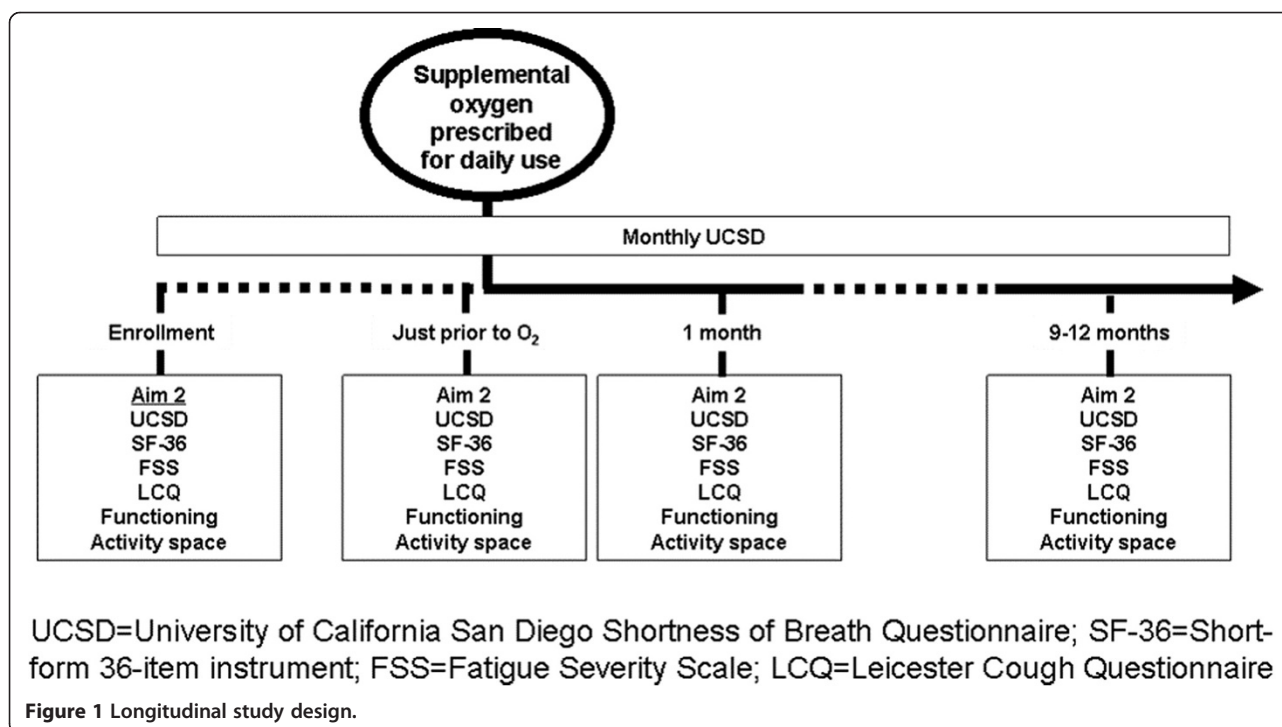 Supplemental
oxygen
prescribed
for daily use
Monthly UCSD
Enrollment
Just prior to O₂
1 month
9-12 months
Aim 2
UCSD
SF-36
FSS
LCQ
Functioning
Activity space
Aim 2
UCSD
SF-36
FSS
LCQ
Functioning
Activity space
Aim 2
UCSD
SF-36
FSS
LCQ
Functioning
Activity space
Aim 2
UCSD
SF-36
FSS
LCQ
Functioning
Activity space
UCSD=University of California San Diego Shortness of Breath Questionnaire; SF-36=Short-
form 36-item instrument; FSS=Fatigue Severity Scale; LCQ=Leicester Cough Questionnaire
Figure 1 Longitudinal study design.